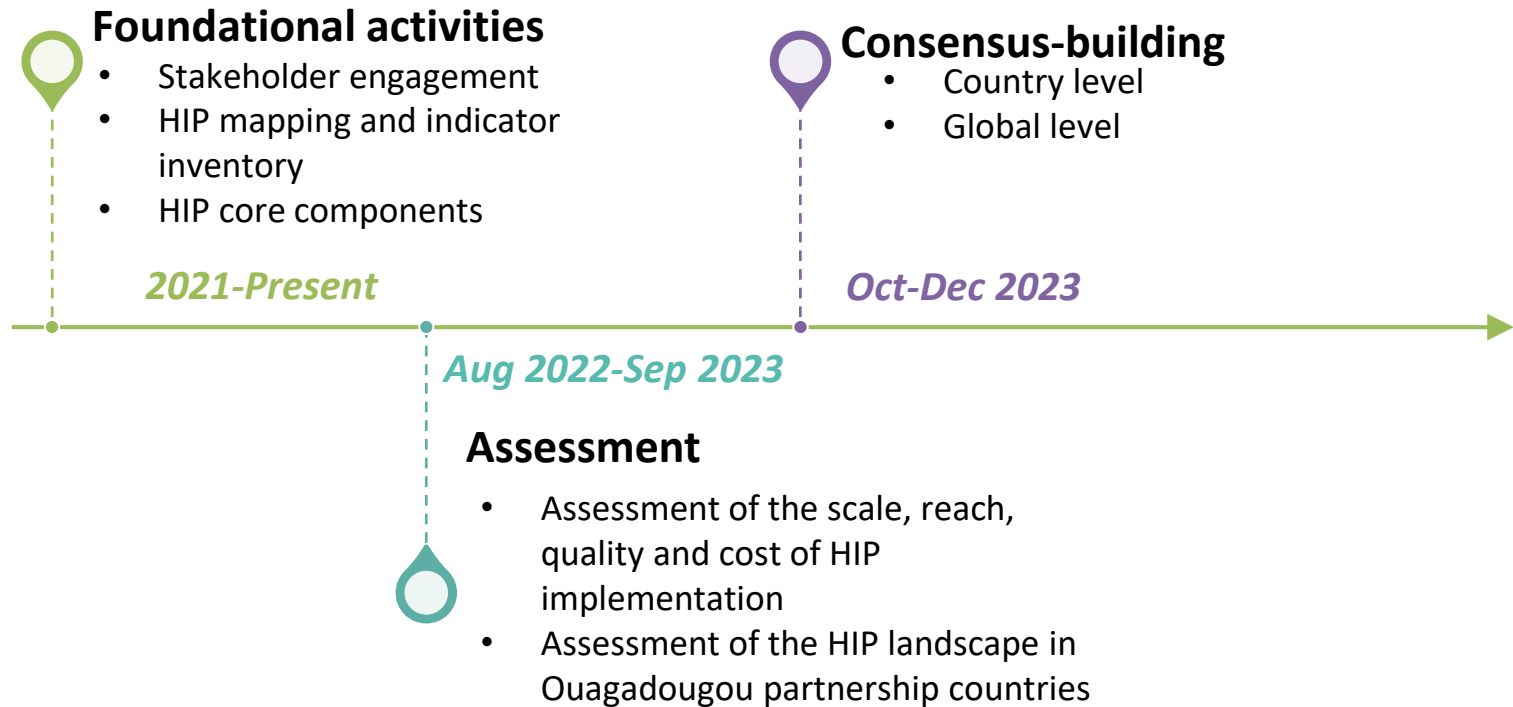 Foundational activities
• Stakeholder engagement
• HIP mapping and indicator
inventory
• HIP core components
2021-Present
Consensus-building
• Country level
• Global level
Oct-Dec 2023
Aug 2022-Sep 2023
Assessment
• Assessment of the scale, reach,
quality and cost of HIP
implementation
• Assessment of the HIP landscape in
Ouagadougou partnership countries